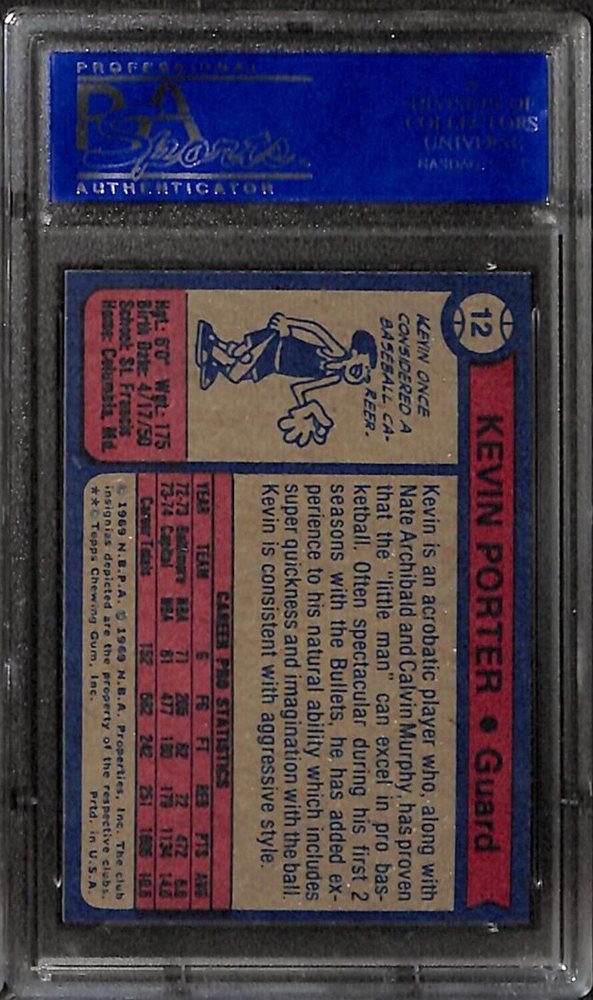 PROFESSIONAL
PSA
Sports
AUTHENTICATOR
A
DIVISION OF
COLLECTORS
UNIVERSE
12
KEVIN PORTER • Guard
KEVIN ONCE
CONSIDERED A
BASEBALL CA-
REER.
Hgt.: 6'0" Wgt.: 175
Birth Date: 4/17/50
School: St. Francis
Home: Columbia, Md.
Kevin is an acrobatic player who, along with
Nate Archibald and Calvin Murphy, has proven
that the "little man" can excel in pro bas-
ketball. Often spectacular during his first 2
seasons with the Bullets, he has added ex-
perience to his natural ability which includes
super quickness and imagination with the ball.
Kevin is consistent with aggressive style.
CAREER PRO STATISTICS
YEAR TEAM G FG FT REB PTS AVG
72-73 Baltimore NBA 71 205 62 72 472 6.6
73-74 Capital NBA 81 477 180 179 1134 14.0
Career Totals 152 682 242 251 1606 10.6
© 1969 N.B.P.A. © 1969 N.B.A. Properties, Inc. The club
insignias depicted are the property of the respective clubs.
★★© Topps Chewing Gum, Inc. Prtd. in U.S.A.